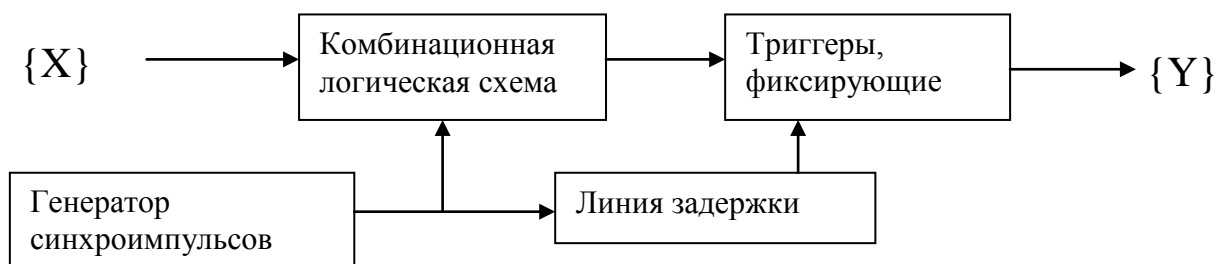 {X}
Комбинационная
логическая схема
Триггеры,
фиксирующие
{Y}
Генератор
синхроимпульсов
Линия задержки